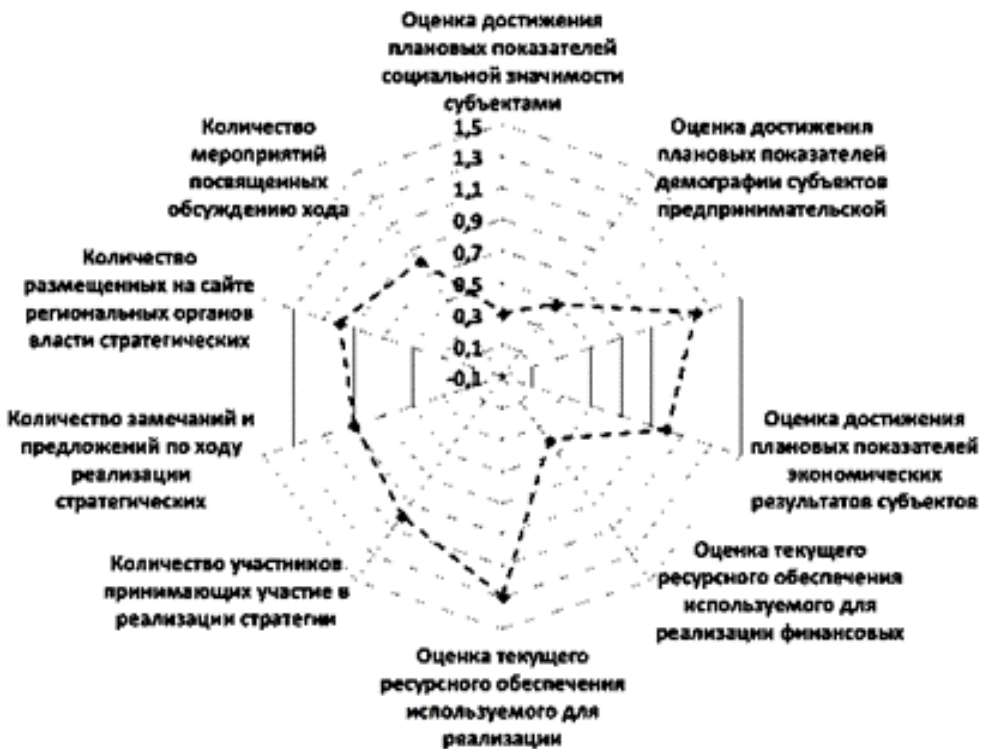 Оценка достижения
плановых показателей
социальной значимости
субъектами
Оценка достижения
плановых показателей
демографии субъектов
предпринимательской
Оценка достижения
плановых показателей
экономических
результатов субъектов
Оценка текущего
ресурсного обеспечения
используемого для
реализации финансовых
Оценка текущего
ресурсного обеспечения
используемого для
реализации
Количество участников
принимающих участие в
реализации стратегии
Количество замечаний и
предложений по ходу
реализации
стратегических
Количество
размещенных на сайте
региональных органов
власти стратегических
Количество
мероприятий
посвященных
обсуждению хода
1,5
1,3
1,1
0,9
0,7
0,5
0,3
0,1
-0,1